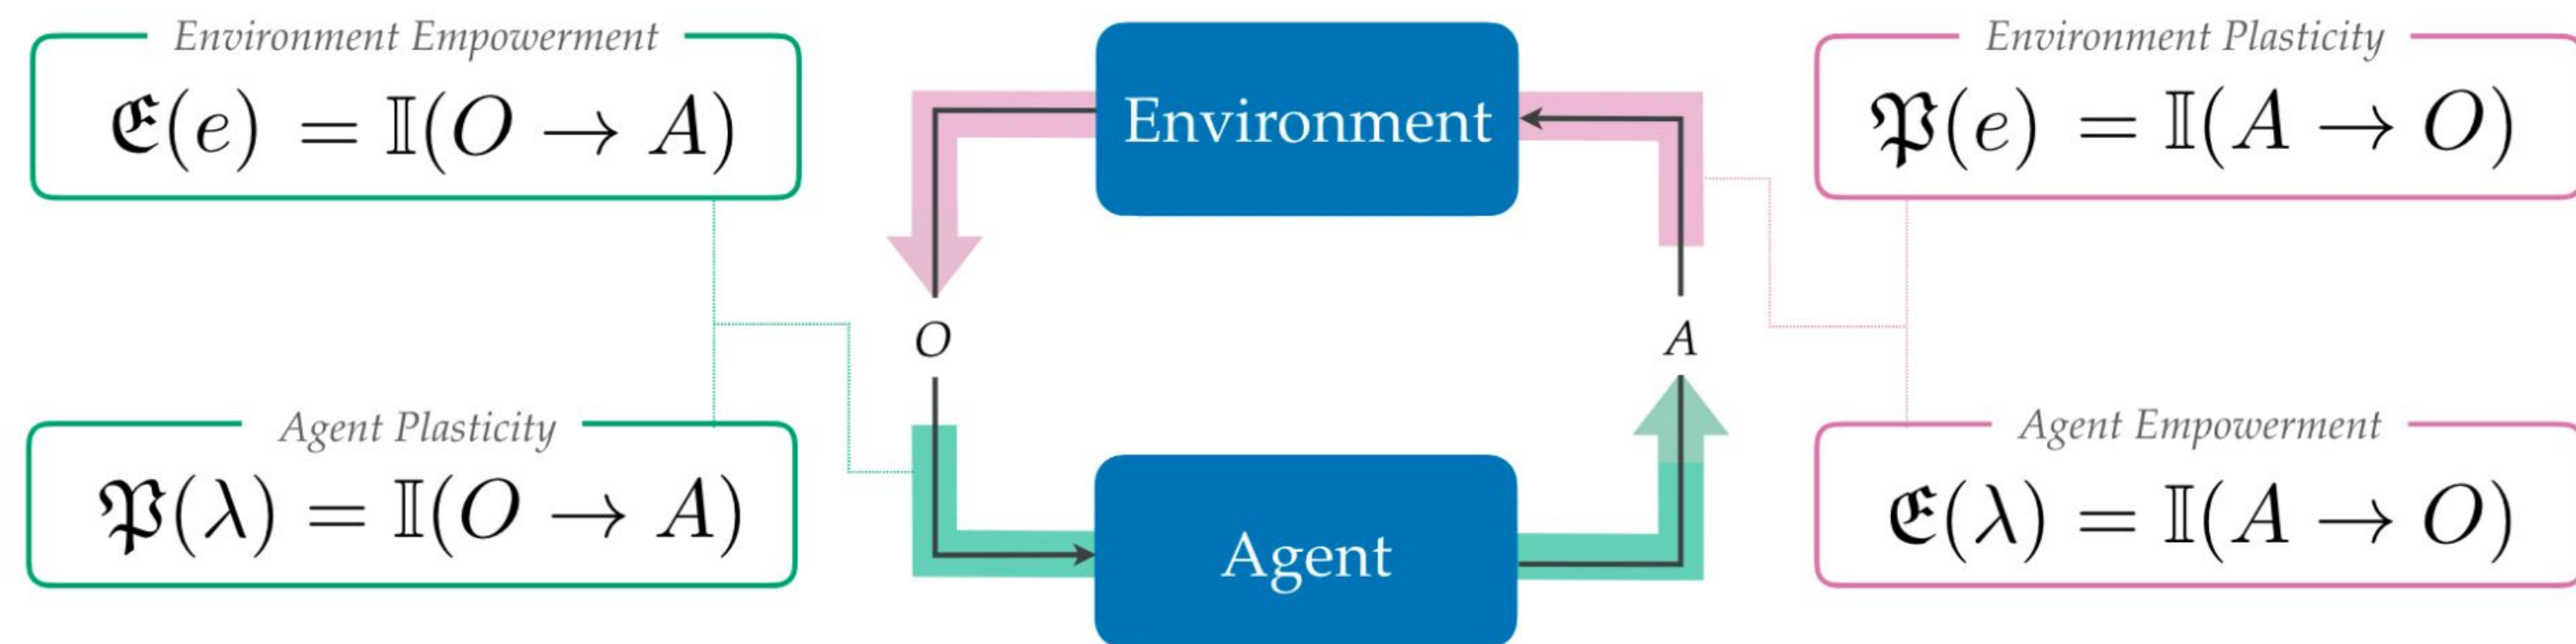 Environment Empowerment
𝕰(e) = 𝕀(O → A)
Environment
Environment Plasticity
𝔓(e) = 𝕀(A → O)
O
A
Agent Plasticity
𝔓(λ) = 𝕀(O → A)
Agent
Agent Empowerment
𝕰(λ) = 𝕀(A → O)